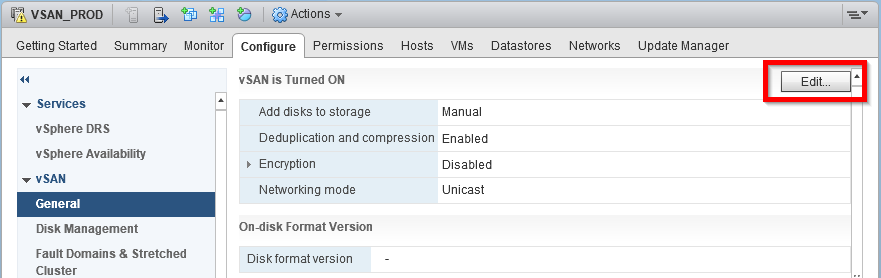 VSAN_PROD Actions
Getting Started Summary Monitor Configure Permissions Hosts VMs Datastores Networks Update Manager
Services
vSphere DRS
vSphere Availability
vSAN
General
Disk Management
Fault Domains & Stretched
Cluster
vSAN is Turned ON Edit...
Add disks to storage Manual
Deduplication and compression Enabled
Encryption Disabled
Networking mode Unicast
On-disk Format Version
Disk format version -